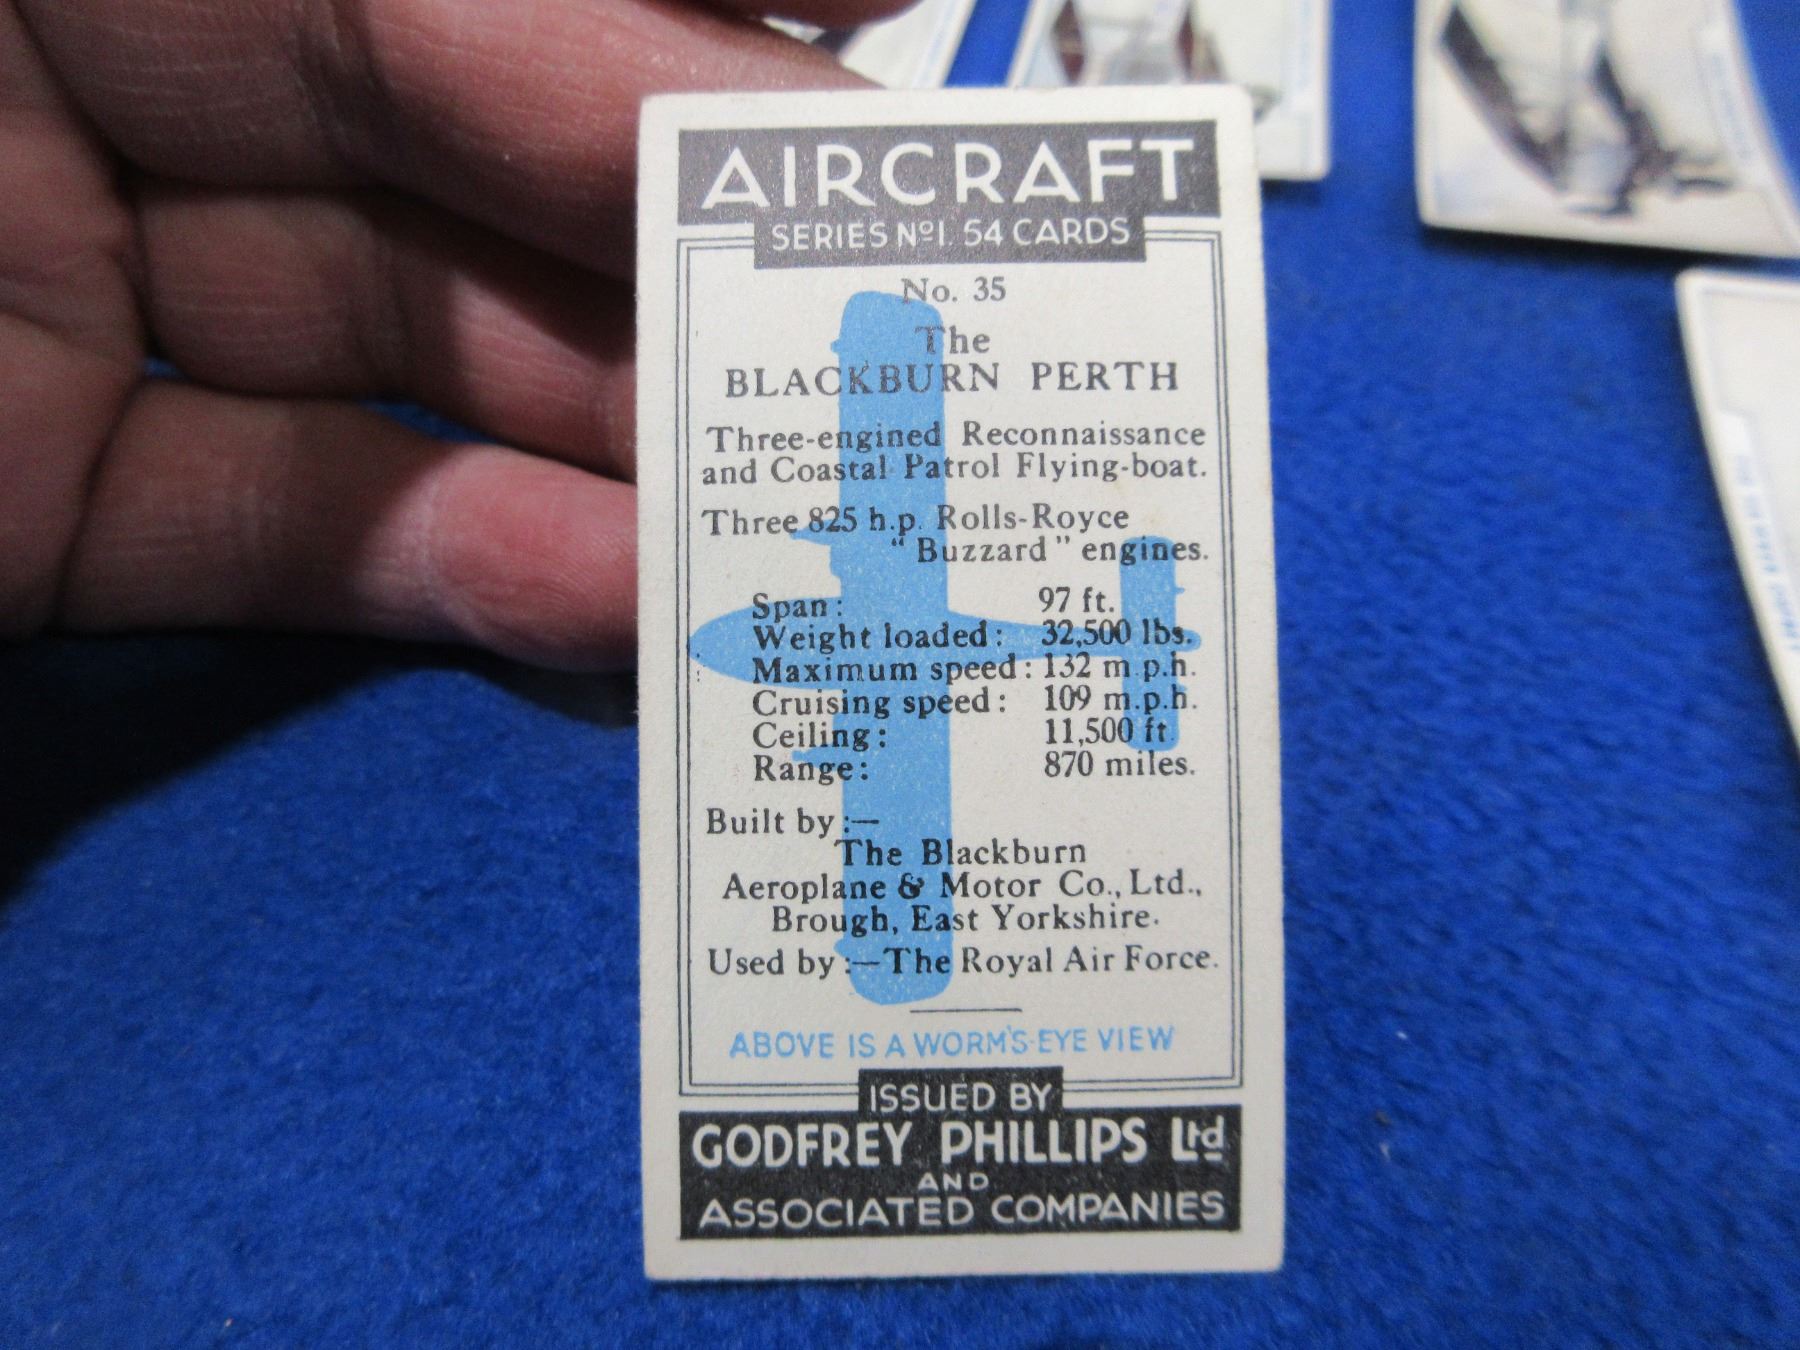 AIRCRAFT
SERIES Nº1. 54 CARDS
No. 35
The
BLACKBURN PERTH
Three-engined Reconnaissance
and Coastal Patrol Flying-boat.
Three 825 h.p. Rolls-Royce
"Buzzard" engines.
Span: 97 ft.
Weight loaded: 32,500 lbs.
Maximum speed: 132 m.p.h.
Cruising speed: 109 m.p.h.
Ceiling: 11,500 ft.
Range: 870 miles.
Built by:—
The Blackburn
Aeroplane & Motor Co., Ltd.,
Brough, East Yorkshire.
Used by:—The Royal Air Force.
ABOVE IS A WORM'S-EYE VIEW
ISSUED BY
GODFREY PHILLIPS Ltd
AND
ASSOCIATED COMPANIES